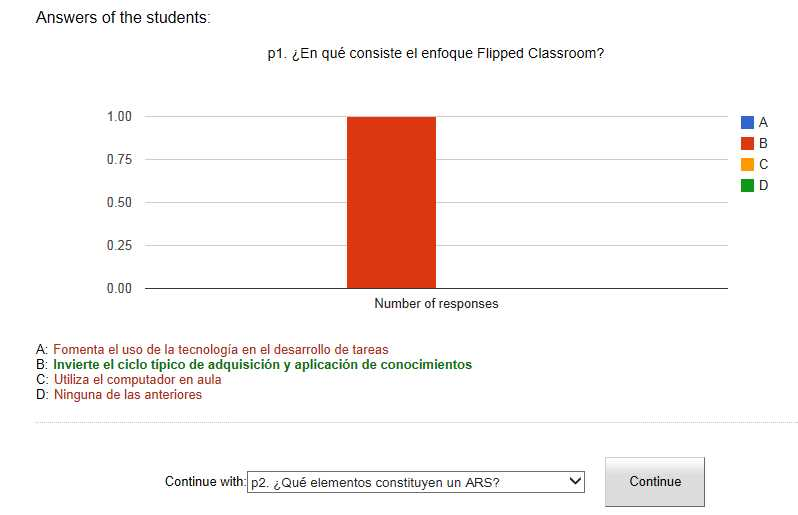 Answers of the students:
p1. ¿En qué consiste el enfoque Flipped Classroom?
1.00
0.75
0.50
0.25
0.00
A
B
C
D
Number of responses
A: Fomenta el uso de la tecnología en el desarrollo de tareas
B: Invierte el ciclo típico de adquisición y aplicación de conocimientos
C: Utiliza el computador en aula
D: Ninguna de las anteriores
Continue with: p2. ¿Qué elementos constituyen un ARS? Continue